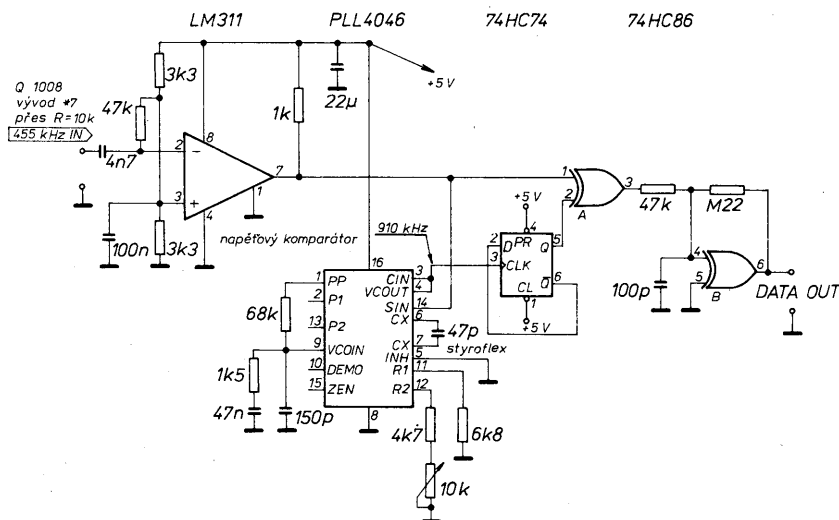 LM311 PLL4046 74HC74 74HC86
Q 1008
vývod #7
přes R=10k
455 kHz IN
4n7
47k
3k3
100n
3k3
2
3
8
4
1
7
−
+
napěťový komparátor
1k
22µ
+5 V
16
1 PP
2 P1
13 P2
9 VCOIN
10 DEMO
15 ZEN
CIN 3
VCOUT 4
SIN 14
CX 6
CX 7
INH 5
R1 11
R2 12
8
68k
1k5
47n
150p
47p
styroflex
4k7
10k
6k8
910 kHz
+5 V
4
2 D PR Q 5
3 CLK
Q 6
CL
1
+5 V
1
2
3
A
47k
M22
100p
4
5
6
B
DATA OUT